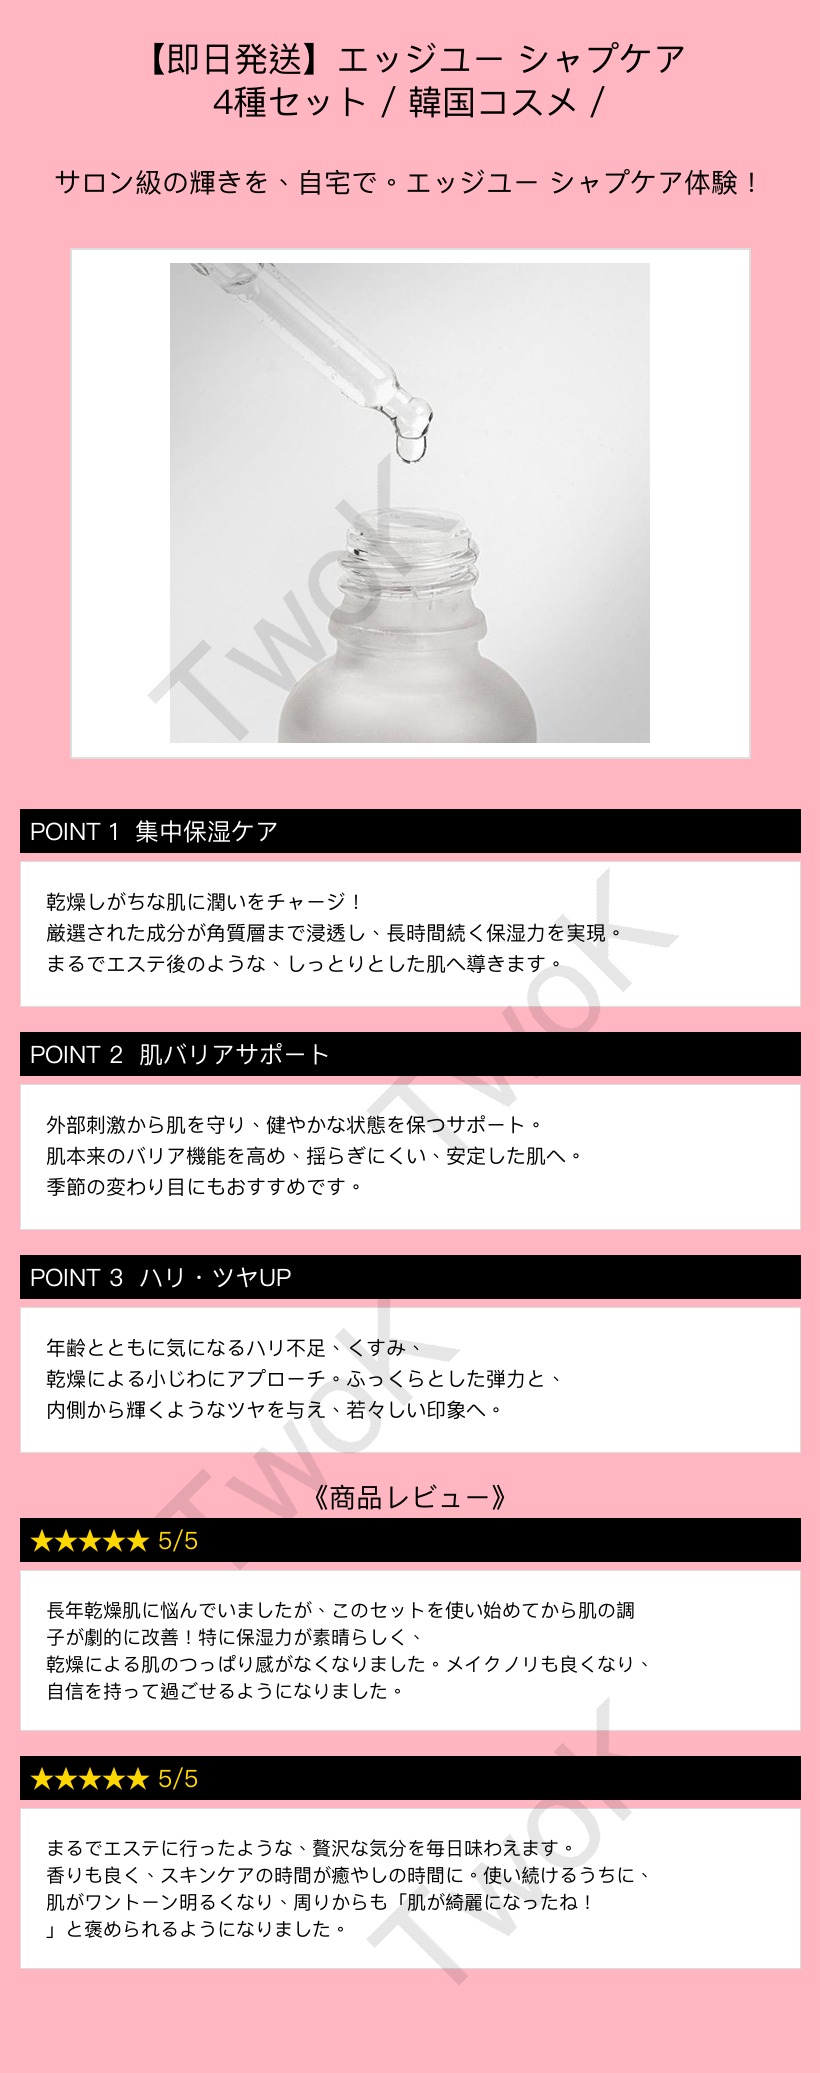 【即日発送】エッジユー シャプケア
4種セット / 韓国コスメ /
サロン級の輝きを、自宅で。エッジユー シャプケア体験！
TwoK
POINT 1 集中保湿ケア
乾燥しがちな肌に潤いをチャージ！
厳選された成分が角質層まで浸透し、長時間続く保湿力を実現。
まるでエステ後のような、しっとりとした肌へ導きます。
TwoK
POINT 2 肌バリアサポート
外部刺激から肌を守り、健やかな状態を保つサポート。
肌本来のバリア機能を高め、揺らぎにくい、安定した肌へ。
季節の変わり目にもおすすめです。
POINT 3 ハリ・ツヤUP
年齢とともに気になるハリ不足、くすみ、
乾燥による小じわにアプローチ。ふっくらとした弾力と、
内側から輝くようなツヤを与え、若々しい印象へ。
TwoK
《商品レビュー》
★★★★★ 5/5
長年乾燥肌に悩んでいましたが、このセットを使い始めてから肌の調
子が劇的に改善！特に保湿力が素晴らしく、
乾燥による肌のつっぱり感がなくなりました。メイクノリも良くなり、
自信を持って過ごせるようになりました。
★★★★★ 5/5
まるでエステに行ったような、贅沢な気分を毎日味わえます。
香りも良く、スキンケアの時間が癒やしの時間に。使い続けるうちに、
肌がワントーン明るくなり、周りからも「肌が綺麗になったね！
」と褒められるようになりました。
TwoK